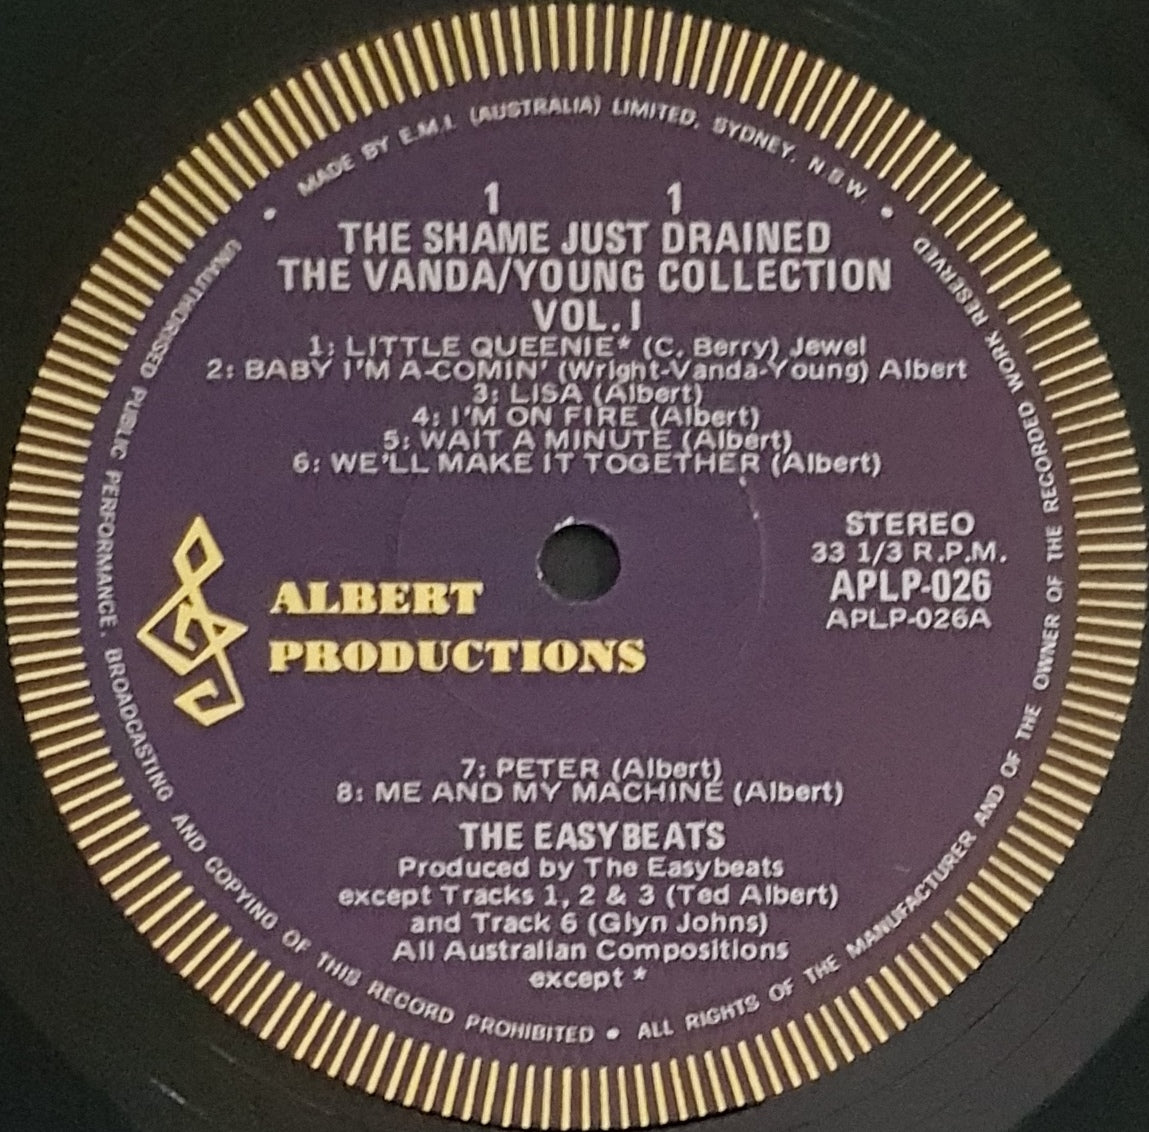 MADE BY E.M.I. (AUSTRALIA) LIMITED, SYDNEY, N.S.W.
1 1
THE SHAME JUST DRAINED
THE VANDA/YOUNG COLLECTION
VOL. I
1: LITTLE QUEENIE* (C. Berry) Jewel
2: BABY I'M A-COMIN' (Wright-Vanda-Young) Albert
3: LISA (Albert)
4: I'M ON FIRE (Albert)
5: WAIT A MINUTE (Albert)
6: WE'LL MAKE IT TOGETHER (Albert)
STEREO
33 1/3 R.P.M.
APLP-026
APLP-026A
ALBERT
PRODUCTIONS
7: PETER (Albert)
8: ME AND MY MACHINE (Albert)
THE EASYBEATS
Produced by The Easybeats
except Tracks 1, 2 & 3 (Ted Albert)
and Track 6 (Glyn Johns)
All Australian Compositions
except *
UNAUTHORISED PUBLIC PERFORMANCE, BROADCASTING AND COPYING OF THIS RECORD PROHIBITED • ALL RIGHTS OF THE MANUFACTURER AND OF THE OWNER OF THE RECORDED WORK RESERVED